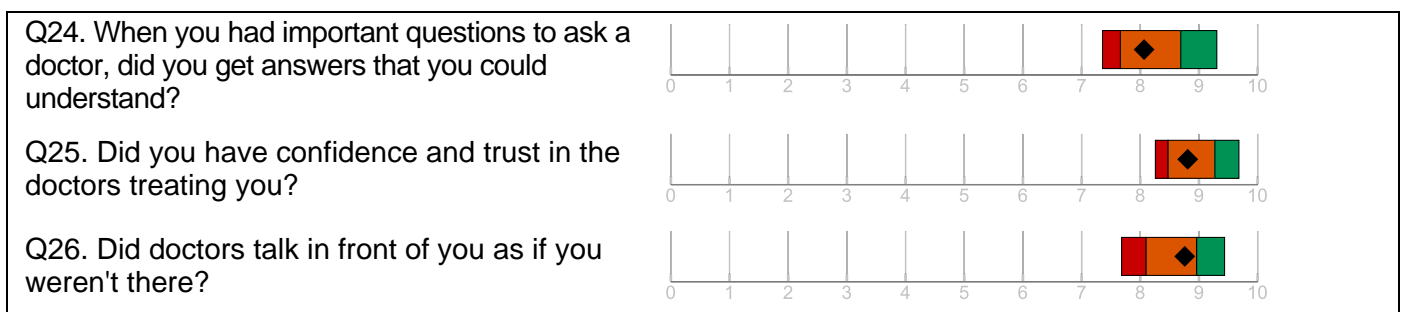 Q24. When you had important questions to ask a
doctor, did you get answers that you could
understand?
0 1 2 3 4 5 6 7 8 9 10
Q25. Did you have confidence and trust in the
doctors treating you?
0 1 2 3 4 5 6 7 8 9 10
Q26. Did doctors talk in front of you as if you
weren't there?
0 1 2 3 4 5 6 7 8 9 10